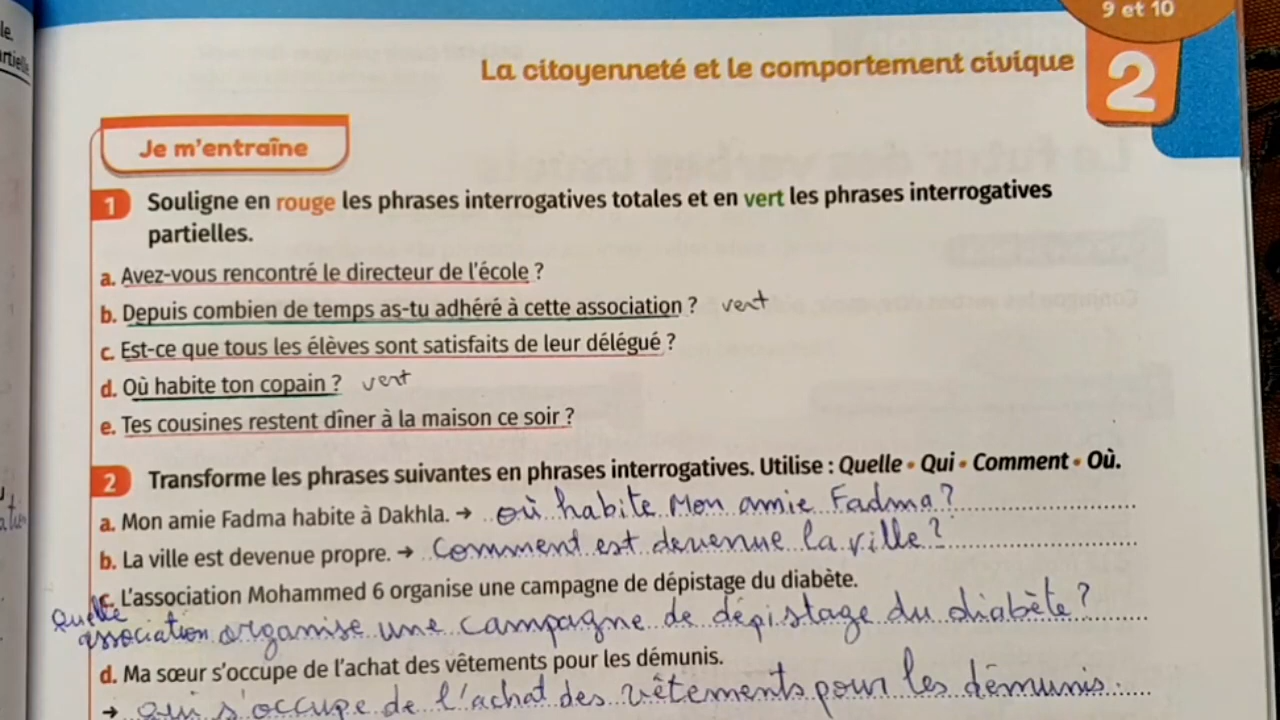 le.
9 et 10
La citoyenneté et le comportement civique
2
Je m'entraîne
1 Souligne en rouge les phrases interrogatives totales et en vert les phrases interrogatives
partielles.
a. Avez-vous rencontré le directeur de l'école ?
b. Depuis combien de temps as-tu adhéré à cette association ? vert
c. Est-ce que tous les élèves sont satisfaits de leur délégué ?
d. Où habite ton copain ? vert
e. Tes cousines restent dîner à la maison ce soir ?
2 Transforme les phrases suivantes en phrases interrogatives. Utilise : Quelle • Qui • Comment • Où.
a. Mon amie Fadma habite à Dakhla. → où habite Mon amie Fadma ?
b. La ville est devenue propre. → Comment est devenue la ville ?
c. L'association Mohammed 6 organise une campagne de dépistage du diabète.
Quelle
association organise une campagne de dépistage du diabète ?
d. Ma sœur s'occupe de l'achat des vêtements pour les démunis.
→ qui s'occupe de l'achat des vêtements pour les démunis